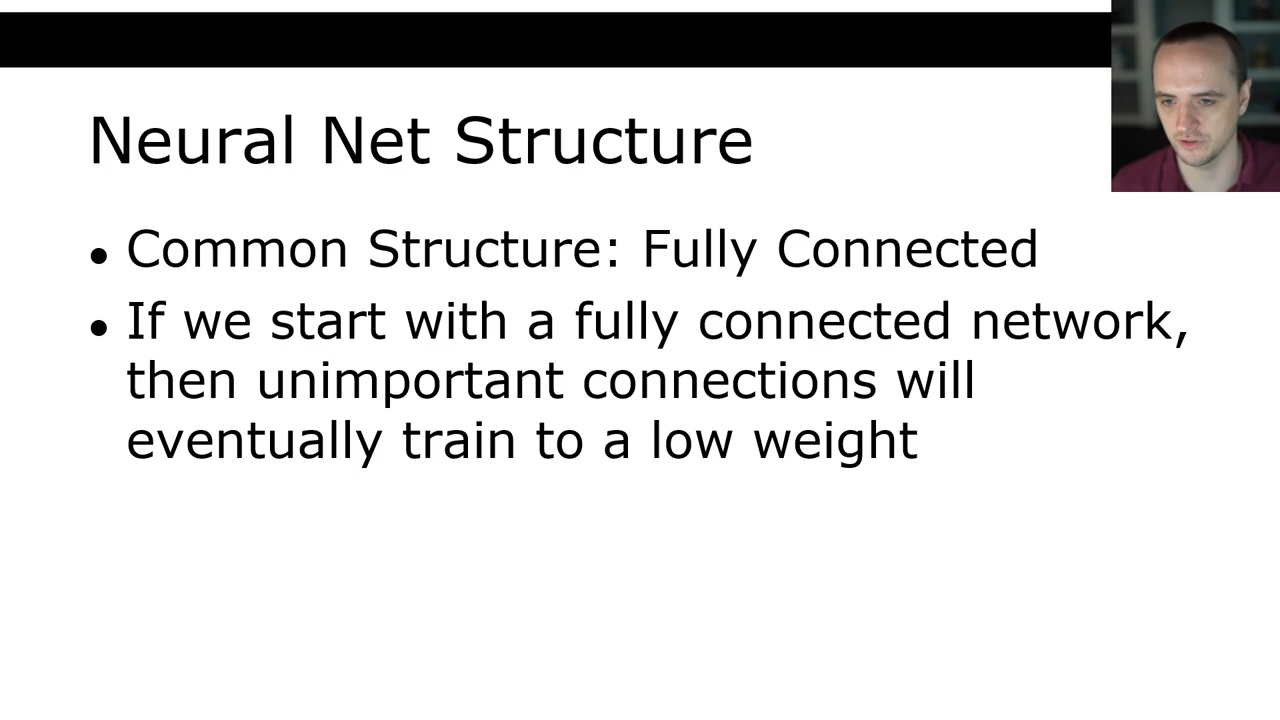 Neural Net Structure
● Common Structure: Fully Connected
● If we start with a fully connected network,
then unimportant connections will
eventually train to a low weight